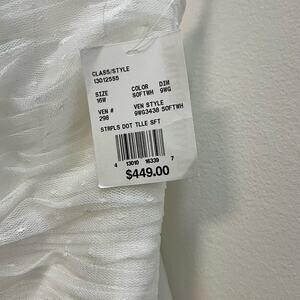 CLASS/STYLE
13012555
SIZE COLOR DIM
16W SOFTWH 9WG
VEN # VEN STYLE
298 9WG3438 SOFTWH
STRPLS DOT TLLE SFT
4 13010 16339 7
$449.00